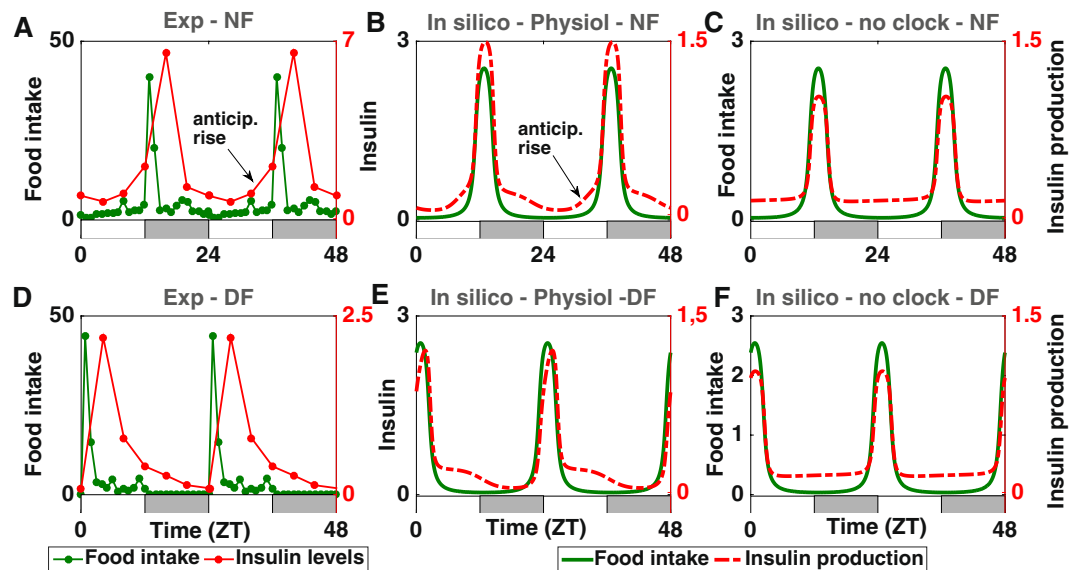 A Exp - NF
50
7
Food intake
Insulin
anticip.
rise
0
0
0 24 48
B In silico - Physiol - NF
3
1.5
anticip.
rise
0
0
0 24 48
C In silico - no clock - NF
3
1.5
Food intake
Insulin production
0
0
0 24 48
D Exp - DF
50
2.5
Food intake
Insulin
0
0
0 Time (ZT) 48
E In silico - Physiol -DF
3
1,5
0
0
0 Time (ZT) 48
F In silico - no clock - DF
3
1.5
2
1
Food intake
Insulin production
0
0
0 Time (ZT) 48
Food intake Insulin levels
Food intake Insulin production